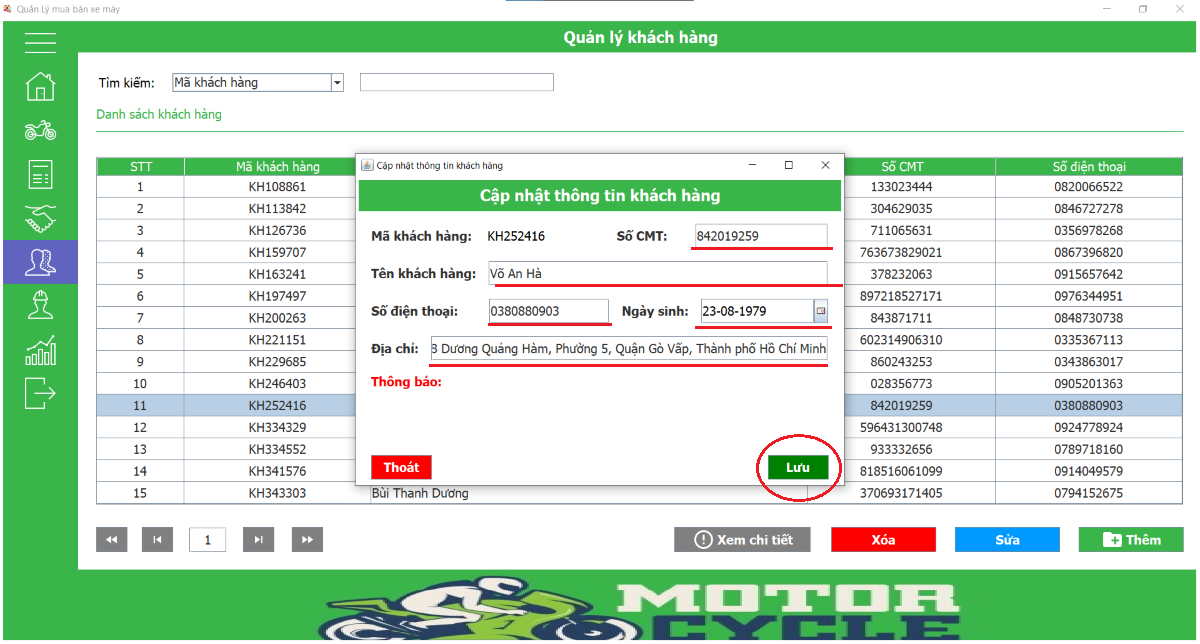 Quản lý mua bán xe máy
Quản lý khách hàng
Tìm kiếm: Mã khách hàng
Danh sách khách hàng
STT Mã khách hàng Số CMT Số điện thoại
1 KH108861 133023444 0820066522
2 KH113842 304629035 0846727278
3 KH126736 711065631 0356978268
4 KH159707 763673829021 0867396820
5 KH163241 378232063 0915657642
6 KH197497 897218527171 0976344951
7 KH200263 843871711 0848730738
8 KH221151 602314906310 0335367113
9 KH229685 860243253 0343863017
10 KH246403 028356773 0905201363
11 KH252416 842019259 0380880903
12 KH334329 596431300748 0924778924
13 KH334552 933332656 0789718160
14 KH341576 818516061099 0914049579
15 KH343303 Bùi Thanh Dương 370693171405 0794152675
Cập nhật thông tin khách hàng
Cập nhật thông tin khách hàng
Mã khách hàng: KH252416 Số CMT: 842019259
Tên khách hàng: Võ An Hà
Số điện thoại: 0380880903 Ngày sinh: 23-08-1979
Địa chỉ: 3 Dương Quảng Hàm, Phường 5, Quận Gò Vấp, Thành phố Hồ Chí Minh
Thông báo:
Thoát Lưu
1 Xem chi tiết Xóa Sửa Thêm
MOTOR
CYCLE